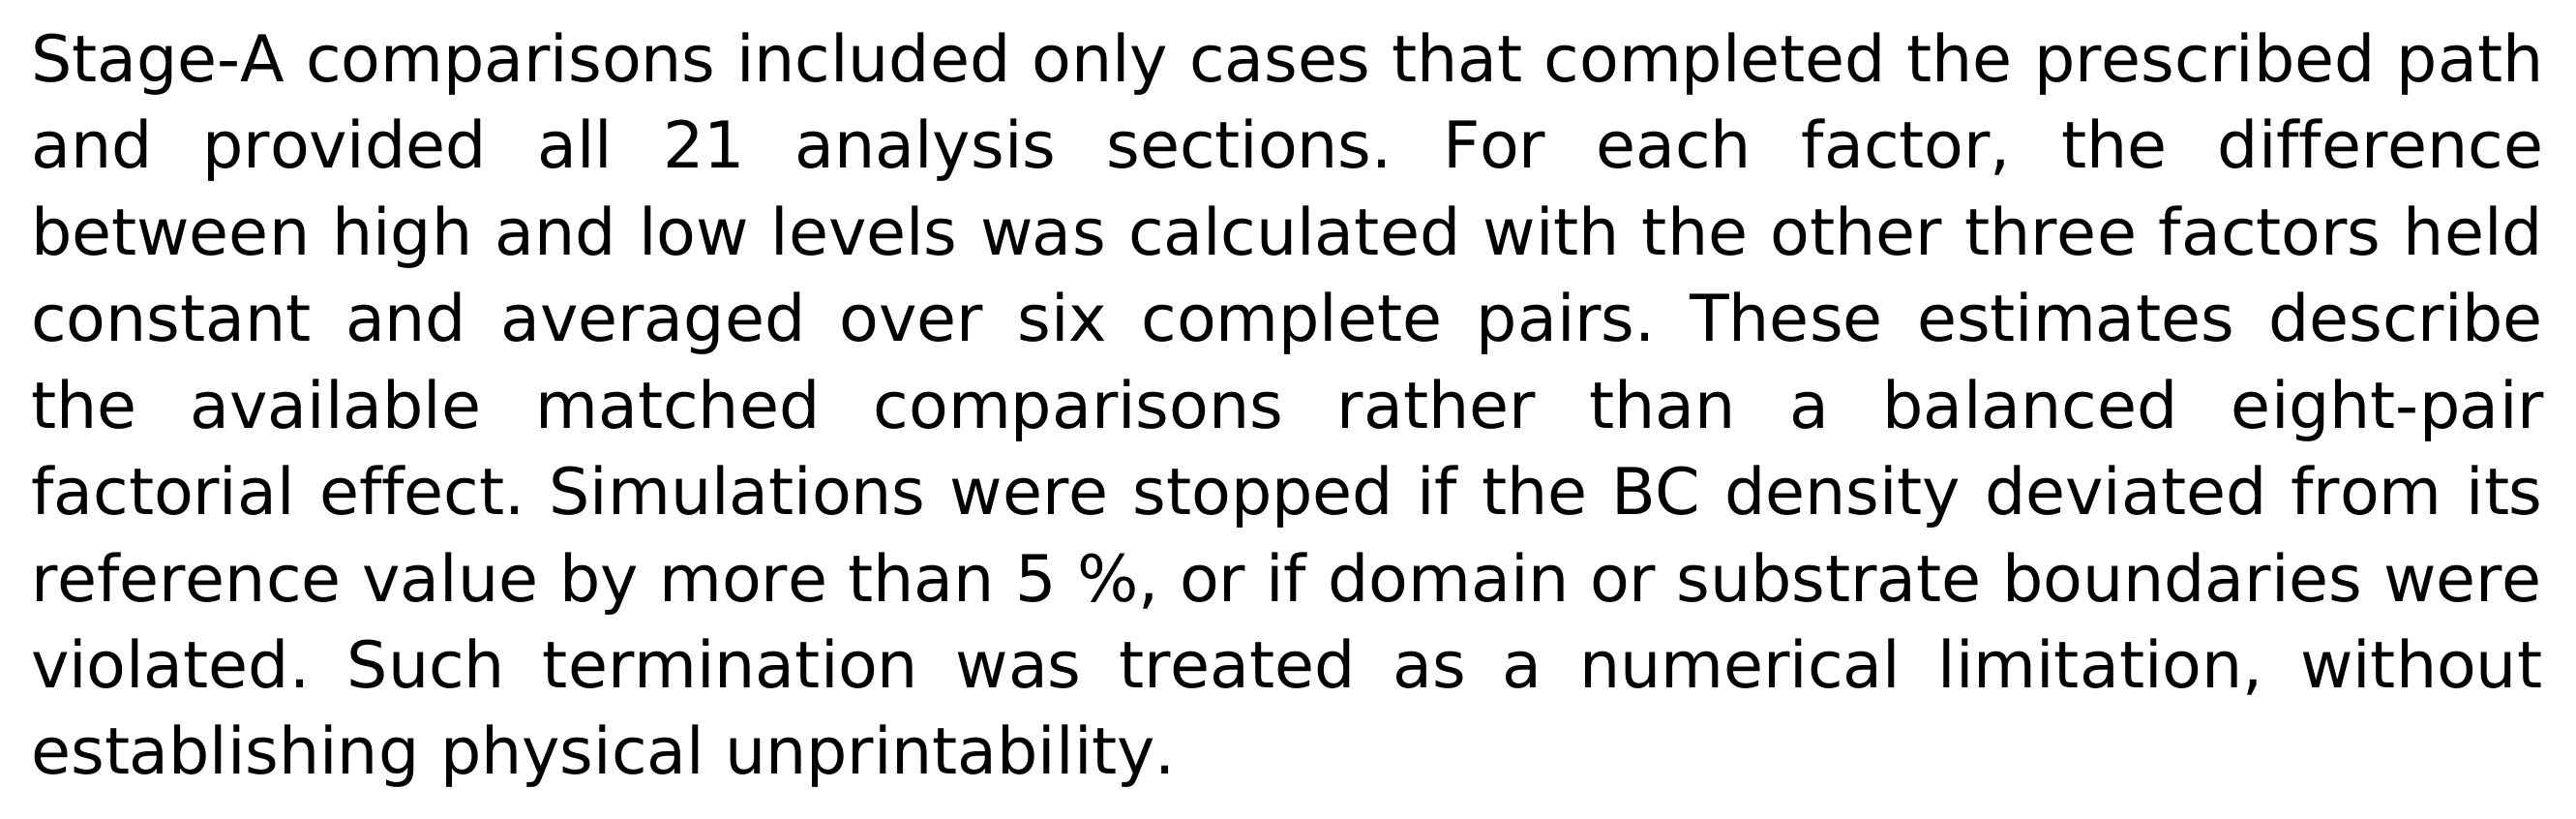 Stage-A comparisons included only cases that completed the prescribed path
and provided all 21 analysis sections. For each factor, the difference
between high and low levels was calculated with the other three factors held
constant and averaged over six complete pairs. These estimates describe
the available matched comparisons rather than a balanced eight-pair
factorial effect. Simulations were stopped if the BC density deviated from its
reference value by more than 5 %, or if domain or substrate boundaries were
violated. Such termination was treated as a numerical limitation, without
establishing physical unprintability.